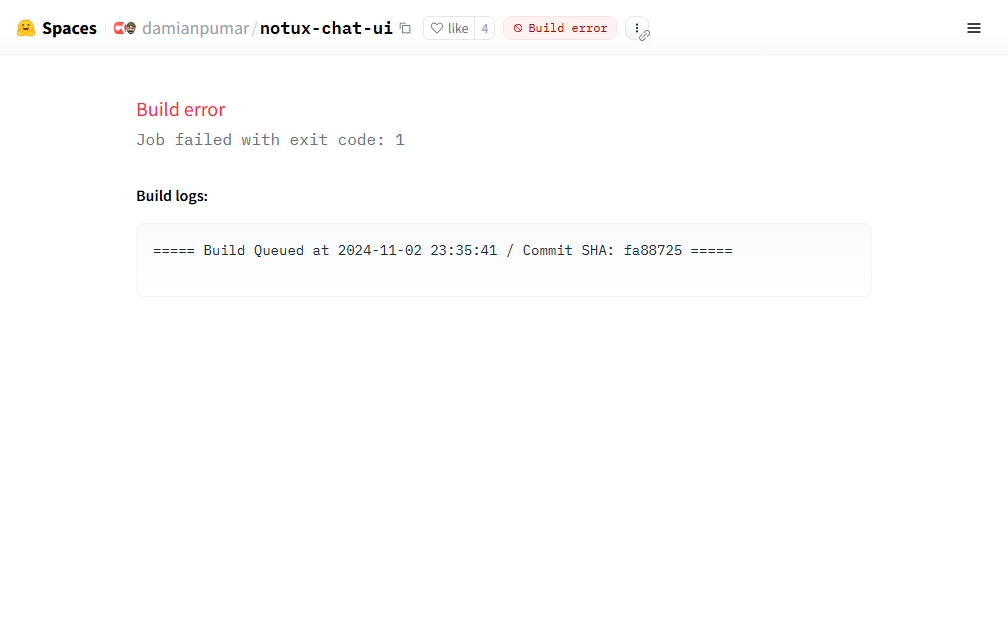 Spaces damianpumar/notux-chat-ui like 4 Build error
Build error
Job failed with exit code: 1
Build logs:
===== Build Queued at 2024-11-02 23:35:41 / Commit SHA: fa88725 =====